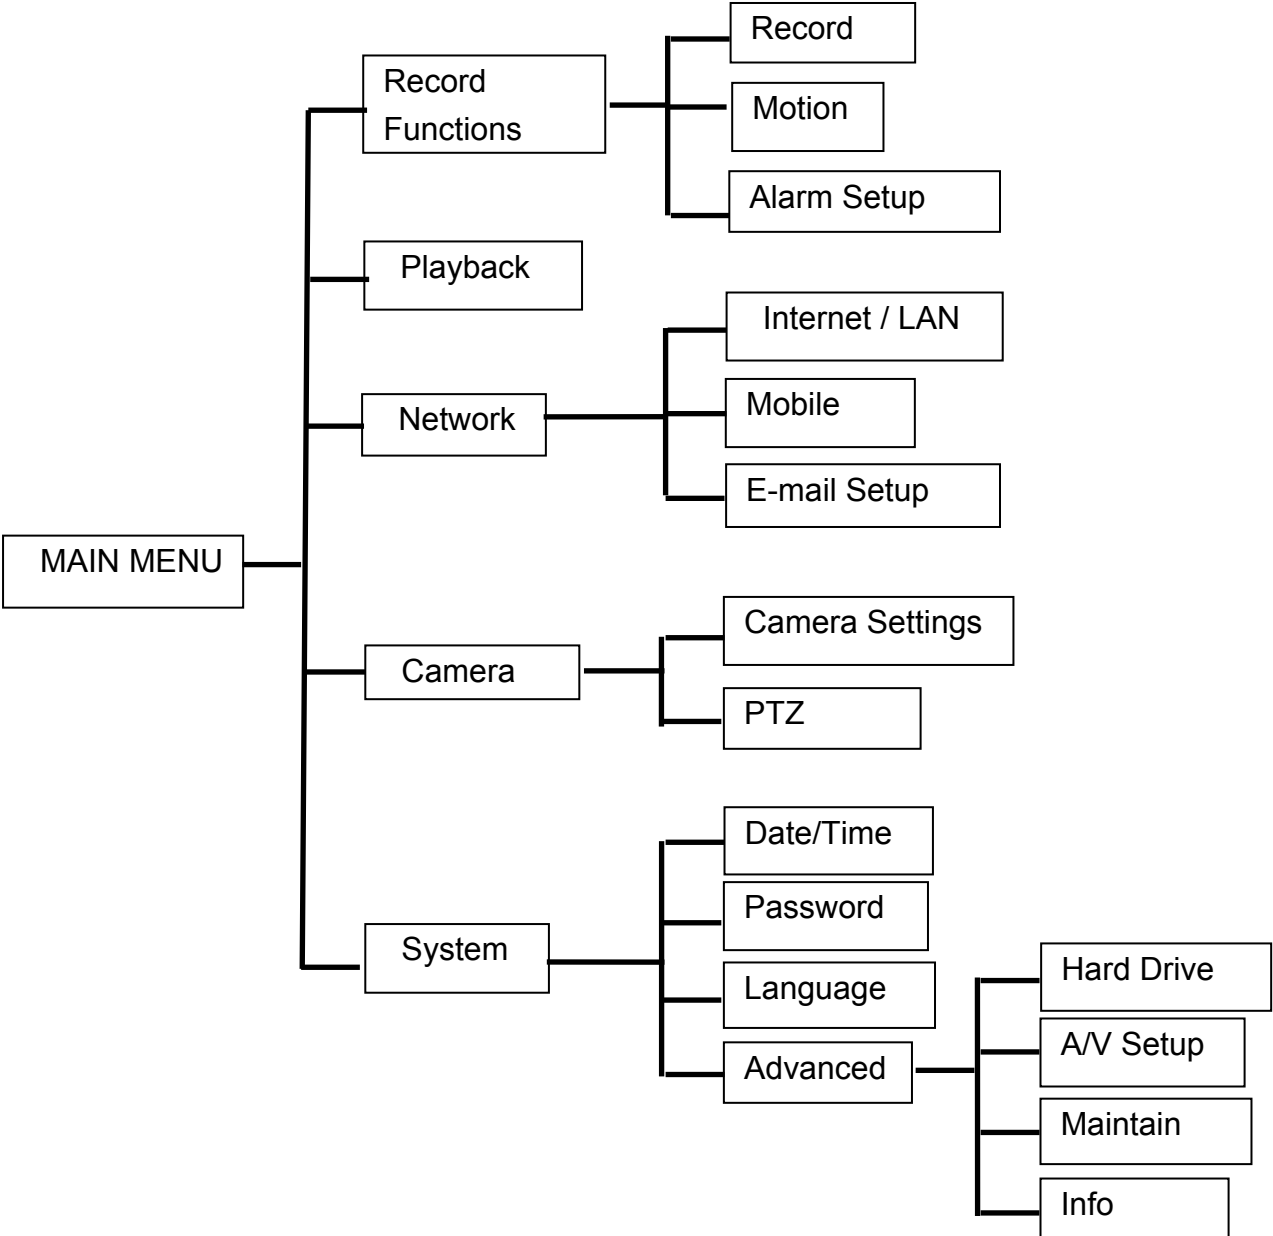 MAIN MENU
Record
Functions
Record
Motion
Alarm Setup
Playback
Network
Internet / LAN
Mobile
E-mail Setup
Camera
Camera Settings
PTZ
System
Date/Time
Password
Language
Advanced
Hard Drive
A/V Setup
Maintain
Info